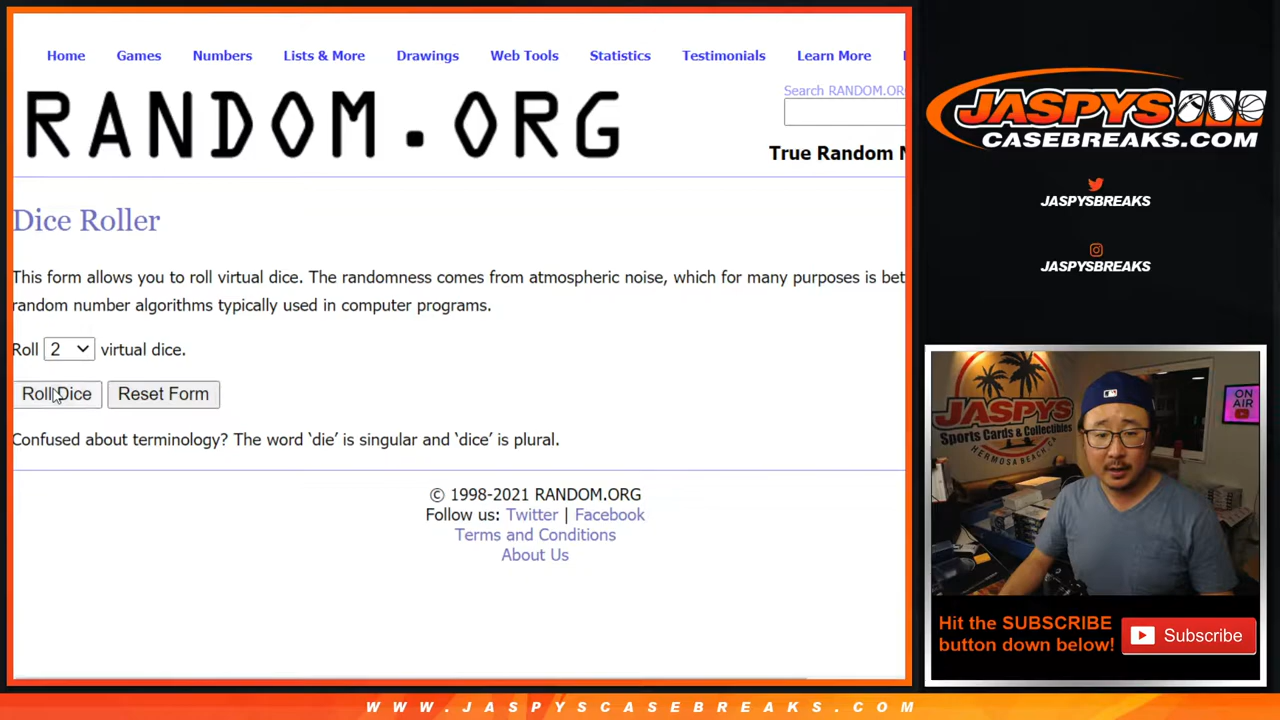 Home Games Numbers Lists & More Drawings Web Tools Statistics Testimonials Learn More
RANDOM.ORG
Search RANDOM.OR
True Random
Dice Roller
This form allows you to roll virtual dice. The randomness comes from atmospheric noise, which for many purposes is bet
random number algorithms typically used in computer programs.
Roll 2 virtual dice.
Roll Dice Reset Form
Confused about terminology? The word ‘die’ is singular and ‘dice’ is plural.
© 1998-2021 RANDOM.ORG
Follow us: Twitter | Facebook
Terms and Conditions
About Us
JASPYS
CASEBREAKS.COM
JASPYSBREAKS
JASPYSBREAKS
JASPYS
Sports Cards & Collectibles
HERMOSA BEACH, CA
ON AIR
Hit the SUBSCRIBE
button down below!
Subscribe
WWW.JASPYSCASEBREAKS.COM